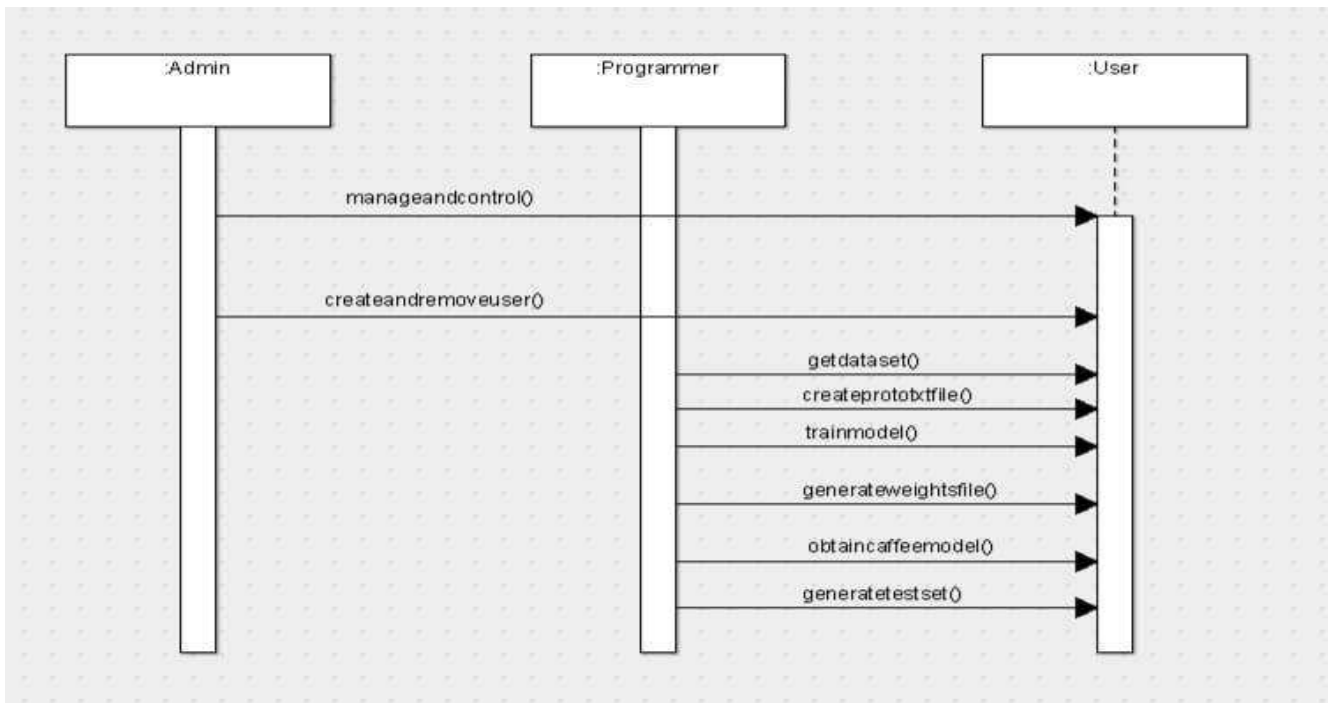 :Admin
:Programmer
:User
manageandcontrol()
createandremoveuser()
getdataset()
createprototxtfile()
trainmodel()
generateweightsfile()
obtaincaffeemodel()
generatetestset()